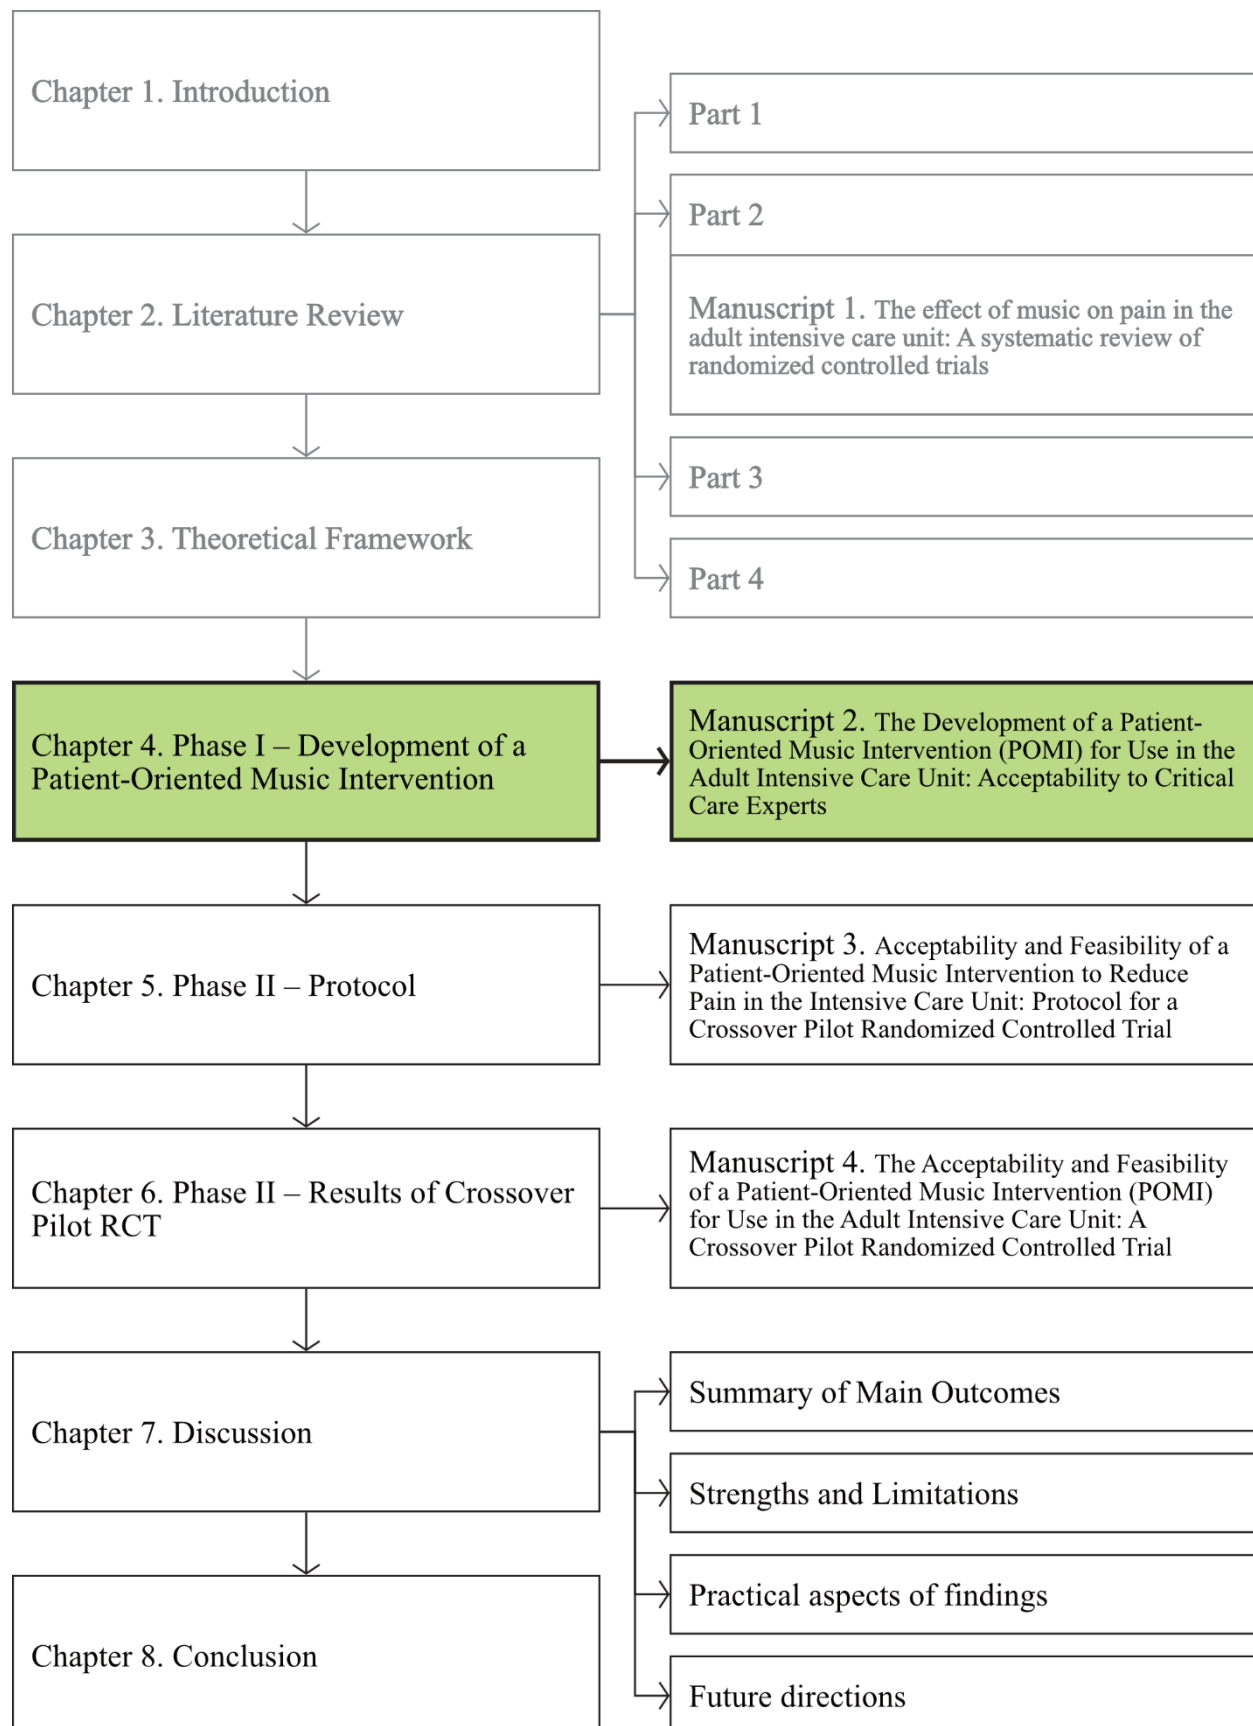 Chapter 1. Introduction
Part 1
Part 2
Chapter 2. Literature Review
Manuscript 1. The effect of music on pain in the
adult intensive care unit: A systematic review of
randomized controlled trials
Part 3
Chapter 3. Theoretical Framework
Part 4
Chapter 4. Phase I – Development of a
Patient-Oriented Music Intervention
Manuscript 2. The Development of a Patient-
Oriented Music Intervention (POMI) for Use in the
Adult Intensive Care Unit: Acceptability to Critical
Care Experts
Chapter 5. Phase II – Protocol
Manuscript 3. Acceptability and Feasibility of a
Patient-Oriented Music Intervention to Reduce
Pain in the Intensive Care Unit: Protocol for a
Crossover Pilot Randomized Controlled Trial
Chapter 6. Phase II – Results of Crossover
Pilot RCT
Manuscript 4. The Acceptability and Feasibility
of a Patient-Oriented Music Intervention (POMI)
for Use in the Adult Intensive Care Unit: A
Crossover Pilot Randomized Controlled Trial
Chapter 7. Discussion
Summary of Main Outcomes
Strengths and Limitations
Practical aspects of findings
Chapter 8. Conclusion
Future directions